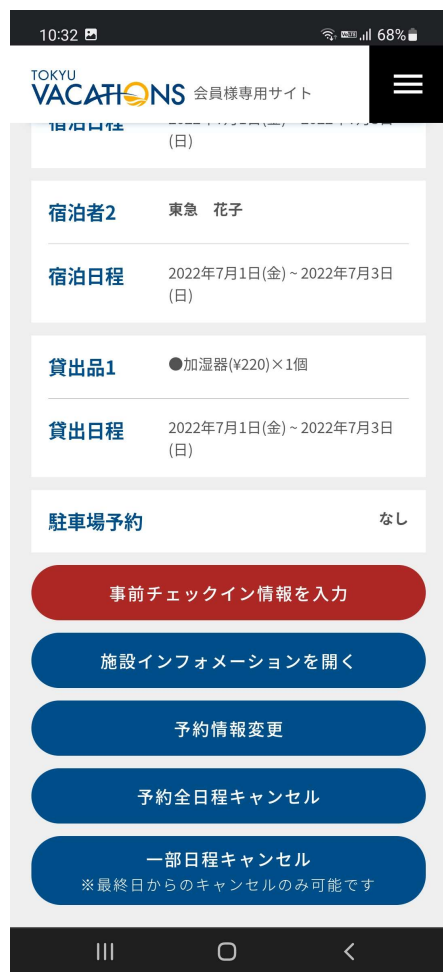 10:32
68%
TOKYU
VACATIONS 会員様専用サイト
宿泊日程
(日)
宿泊者2 東急 花子
宿泊日程 2022年7月1日(金) ~ 2022年7月3日
(日)
貸出品1 ●加湿器(¥220)×1個
貸出日程 2022年7月1日(金) ~ 2022年7月3日
(日)
駐車場予約 なし
事前チェックイン情報を入力
施設インフォメーションを開く
予約情報変更
予約全日程キャンセル
一部日程キャンセル
※最終日からのキャンセルのみ可能です